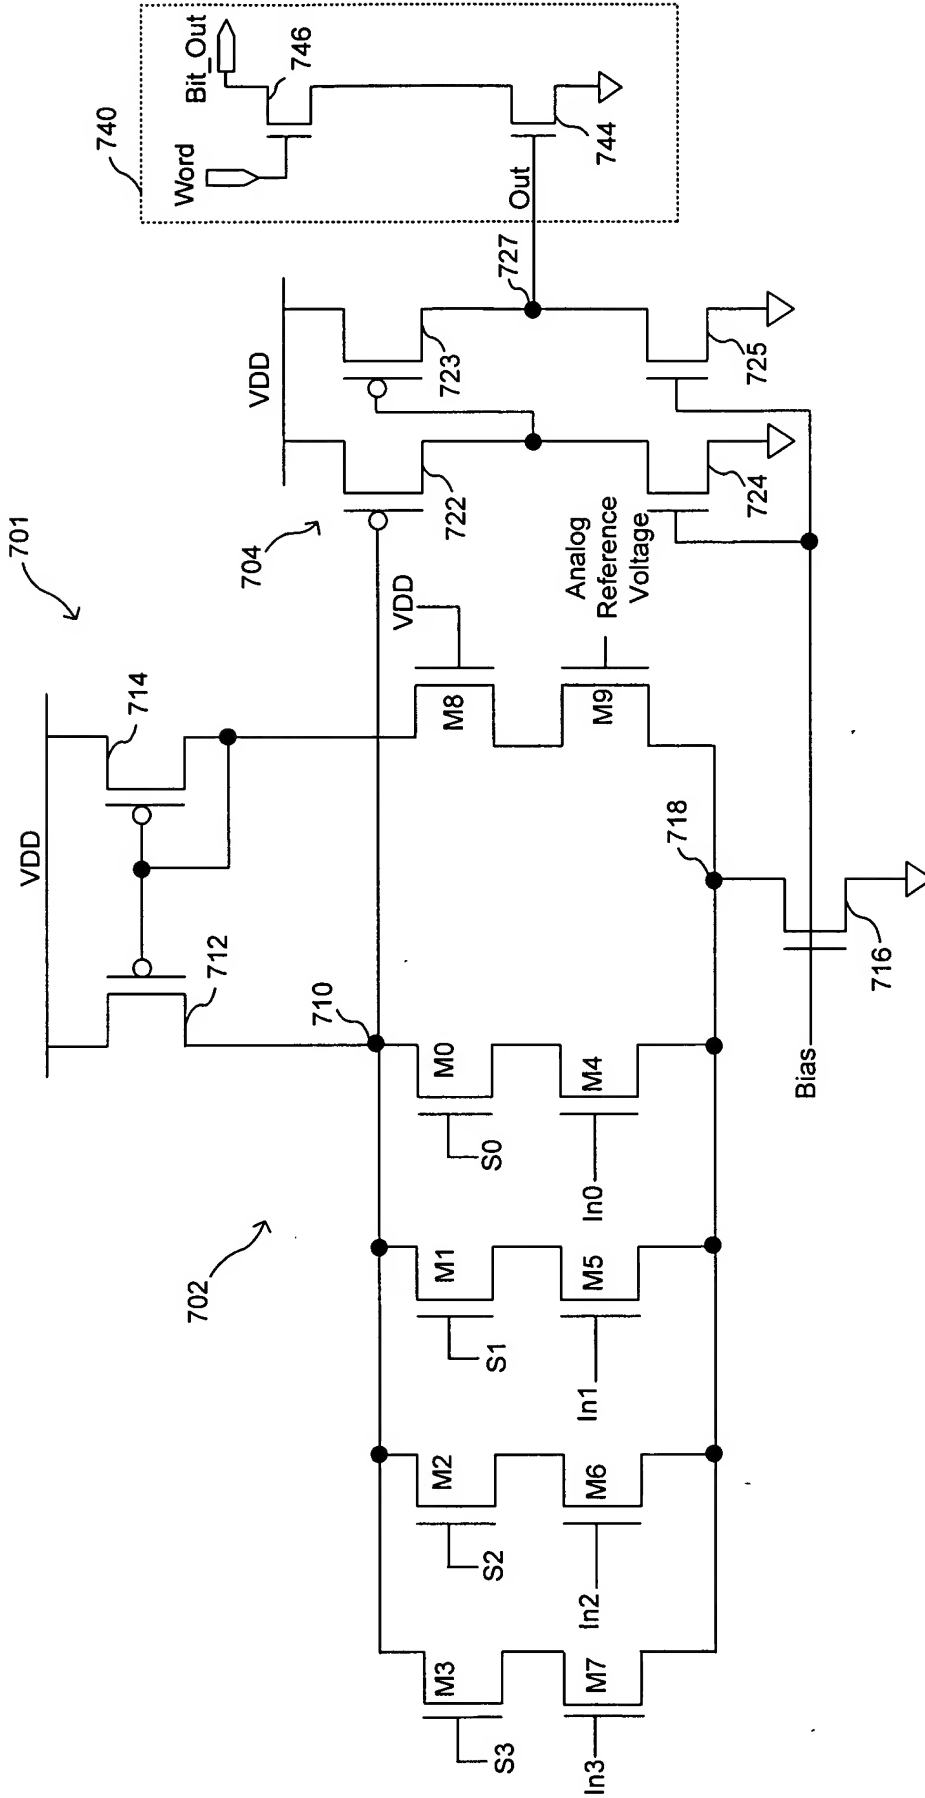 701
VDD
712
714
710
702
704
VDD
VDD
722
723
727
Out
740
Word
Bit_Out
746
744
S3
M3
S2
M2
S1
M1
S0
M0
M8
In3
M7
In2
M6
In1
M5
In0
M4
M9
Analog
Reference
Voltage
724
725
718
716
Bias